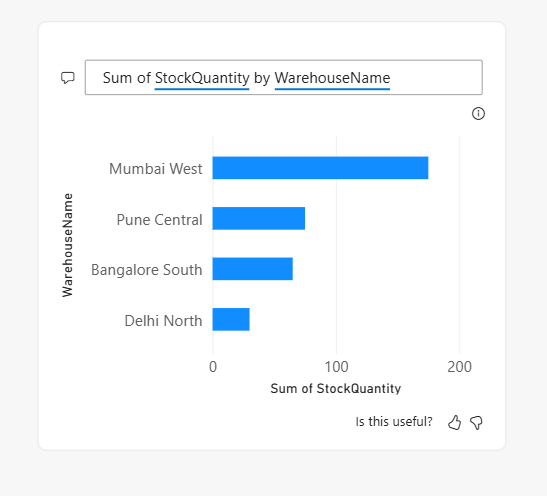 Sum of StockQuantity by WarehouseName
WarehouseName
Mumbai West
Pune Central
Bangalore South
Delhi North
0 100 200
Sum of StockQuantity
Is this useful?